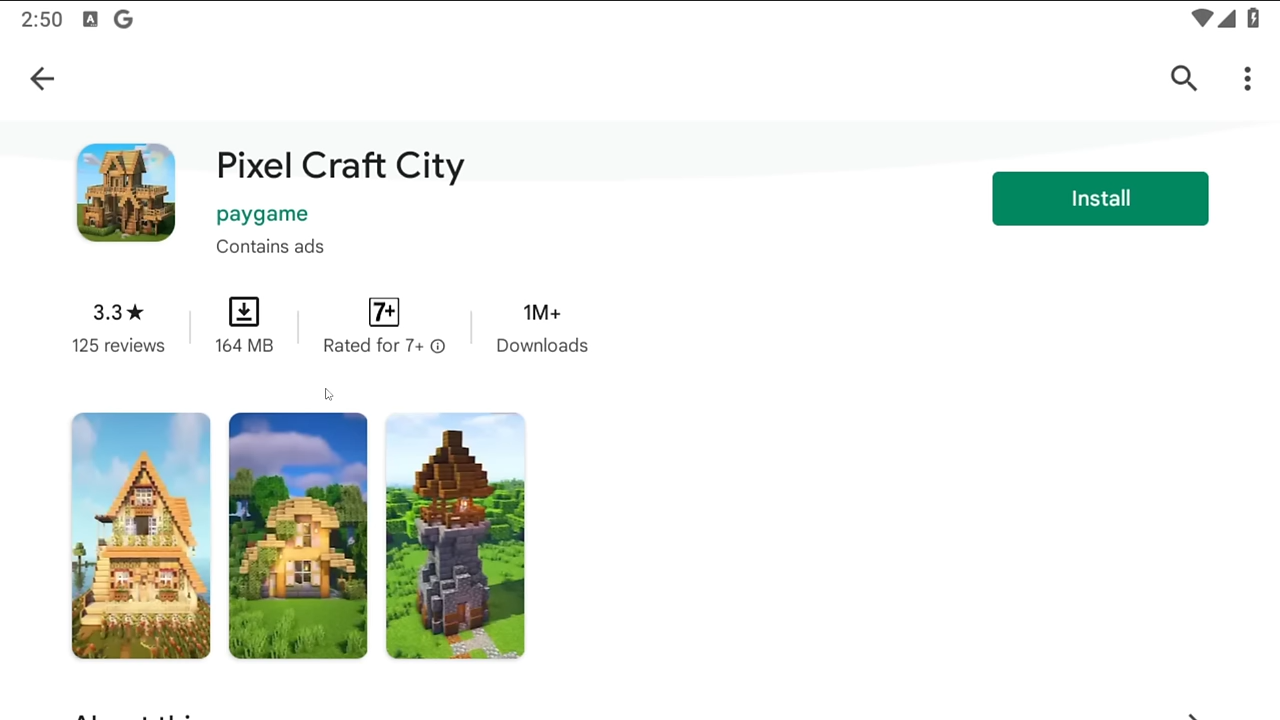 2:50
Pixel Craft City
paygame
Contains ads
Install
3.3★
125 reviews
164 MB
7+
Rated for 7+
1M+
Downloads